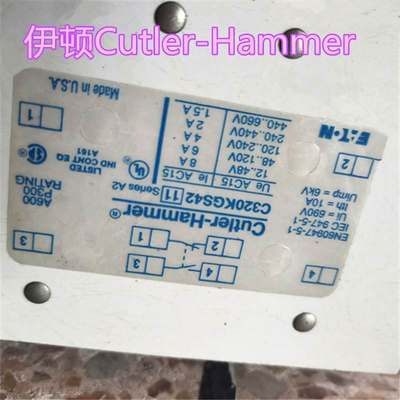 伊顿Cutler-Hammer
4
3
Cutler-Hammer®
C320KGS42 11 Series A2
EN60947-5-1
IEC 947-5-1
Ui = 690V
Ith = 10A
Uimp = 6kV
Ue AC15 Ie AC15
12..48V 8 A
48..120V 6 A
120..240V 4 A
240..440V 2 A
440..660V 1.5 A
A600
P300
RATING
UL
LISTED
IND CONT EQ
A161
2
1
EATON
Made in U.S.A.